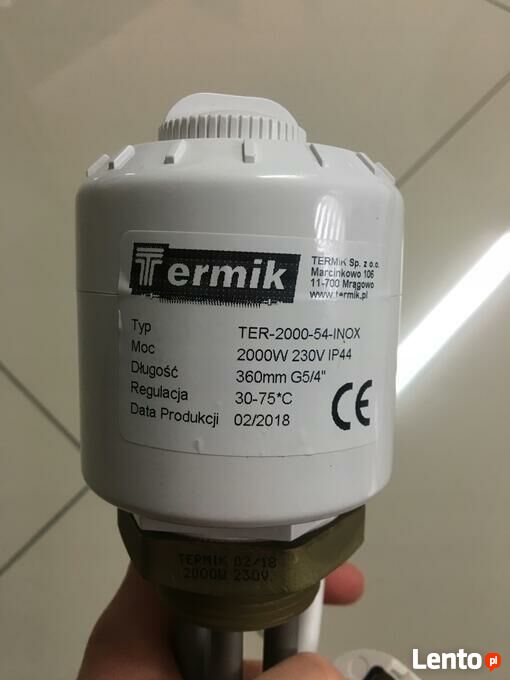 Termik
TERMIK Sp. z o.o.
Marcinkowo 106
11-700 Mrągowo
www.termik.pl
Typ TER-2000-54-INOX
Moc 2000W 230V IP44
Długość 360mm G5/4"
Regulacja 30-75*C
Data Produkcji 02/2018
CE
TERMIK 02/18
2000W 230V
Lento.pl